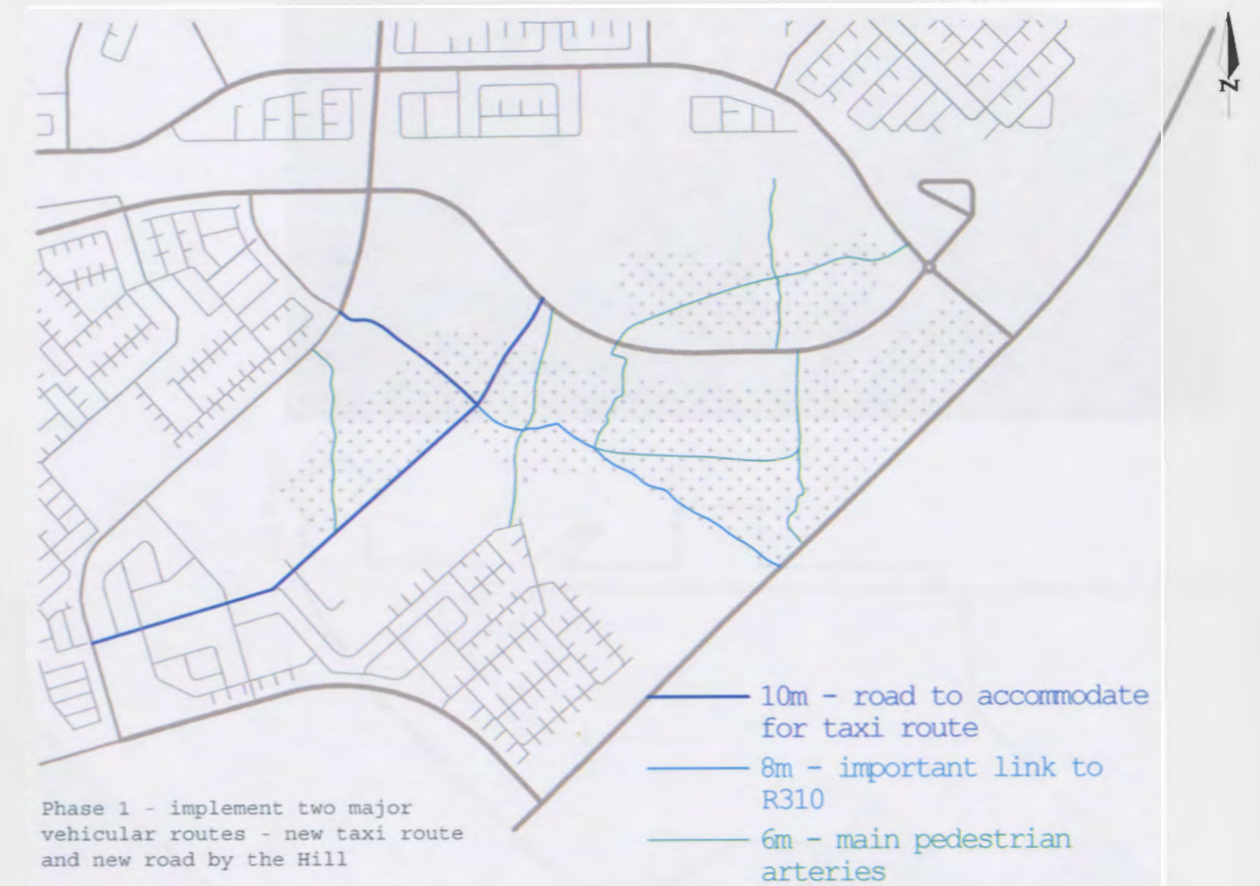 N
10m - road to accommodate
for taxi route
8m - important link to
R310
6m - main pedestrian
arteries
Phase 1 - implement two major
vehicular routes - new taxi route
and new road by the Hill